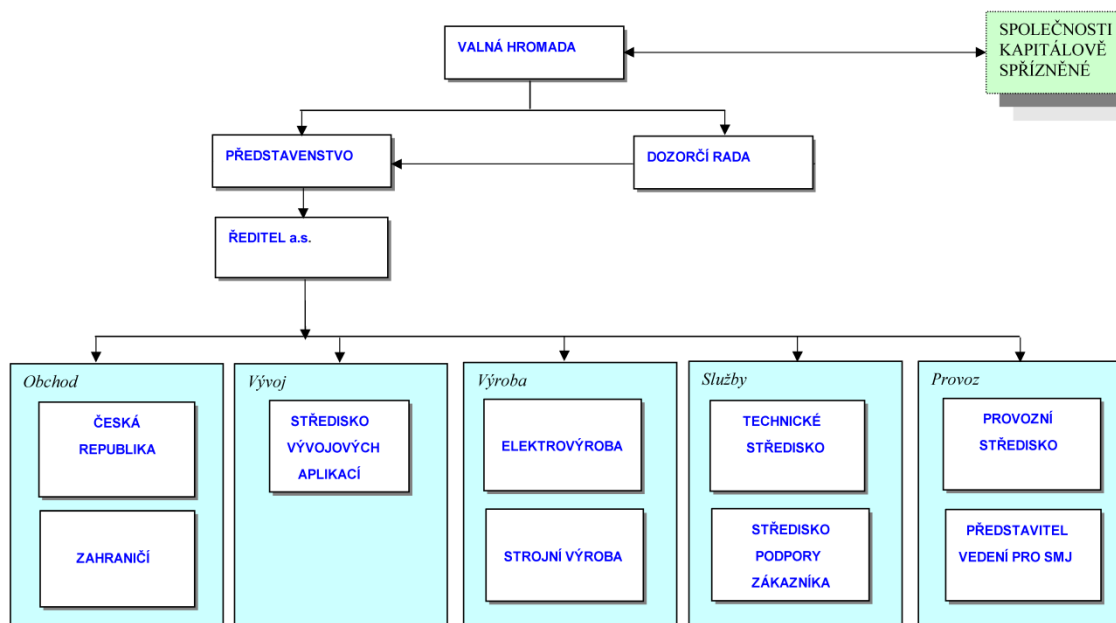 VALNÁ HROMADA
SPOLEČNOSTI
KAPITÁLOVĚ
SPŘÍZNĚNÉ
PŘEDSTAVENSTVO
DOZORČÍ RADA
ŘEDITEL a.s.
Obchod
ČESKÁ
REPUBLIKA
ZAHRANIČÍ
Vývoj
STŘEDISKO
VÝVOJOVÝCH
APLIKACÍ
Výroba
ELEKTROVÝROBA
STROJNÍ VÝROBA
Služby
TECHNICKÉ
STŘEDISKO
STŘEDISKO
PODPORY
ZÁKAZNÍKA
Provoz
PROVOZNÍ
STŘEDISKO
PŘEDSTAVITEL
VEDENÍ PRO SMJ